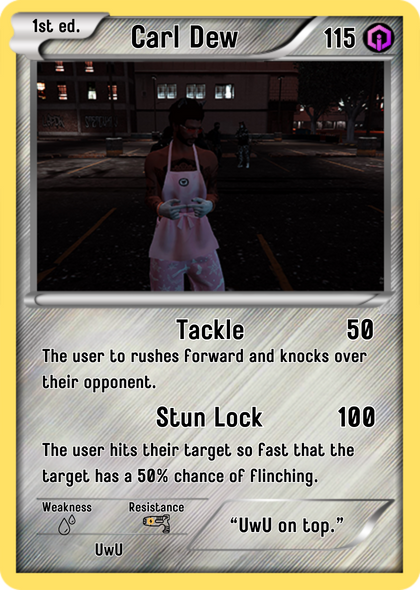 1st ed.
Carl Dew
115
Tackle 50
The user to rushes forward and knocks over
their opponent.
Stun Lock 100
The user hits their target so fast that the
target has a 50% chance of flinching.
Weakness
Resistance
UwU
“UwU on top.”